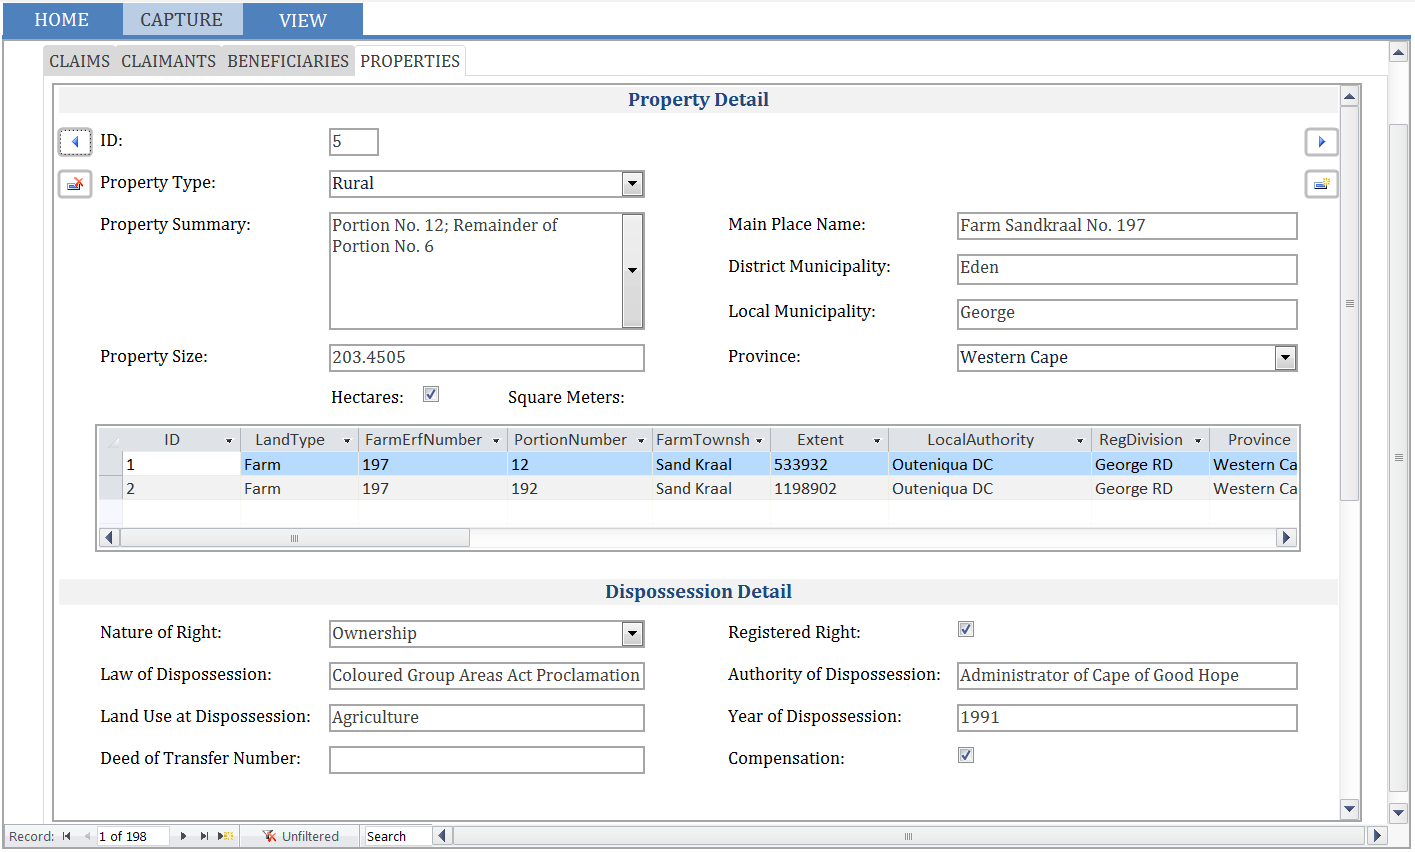 HOME CAPTURE VIEW
CLAIMS CLAIMANTS BENEFICIARIES PROPERTIES
Property Detail
ID: 5
Property Type: Rural
Property Summary: Portion No. 12; Remainder of
Portion No. 6
Main Place Name: Farm Sandkraal No. 197
District Municipality: Eden
Local Municipality: George
Property Size: 203.4505
Province: Western Cape
Hectares: Square Meters:
ID LandType FarmErfNumber PortionNumber FarmTownsh Extent LocalAuthority RegDivision Province
1 Farm 197 12 Sand Kraal 533932 Outeniqua DC George RD Western Ca
2 Farm 197 192 Sand Kraal 1198902 Outeniqua DC George RD Western Ca
Dispossession Detail
Nature of Right: Ownership Registered Right:
Law of Dispossession: Coloured Group Areas Act Proclamation Authority of Dispossession: Administrator of Cape of Good Hope
Land Use at Dispossession: Agriculture Year of Dispossession: 1991
Deed of Transfer Number: Compensation:
Record: 1 of 198 Unfiltered Search